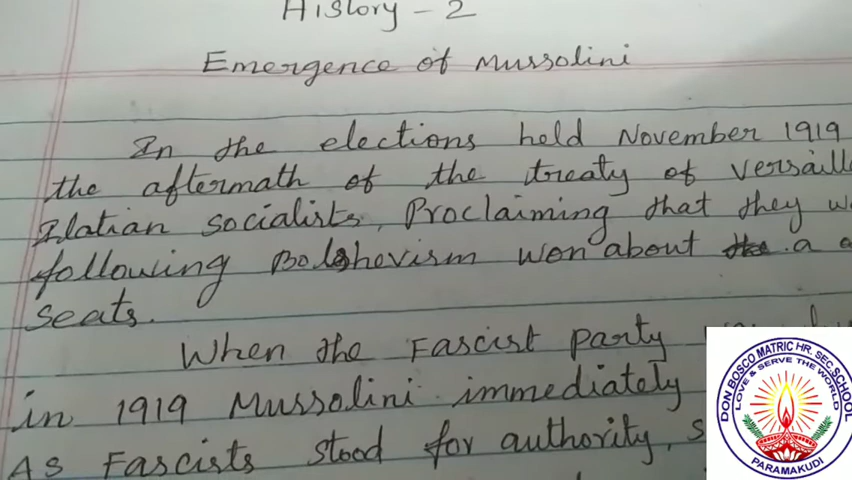 History - 2
Emergence of Mussolini
In the elections held November 1919
the aftermath of the treaty of versaill
Ilatian socialists, Proclaiming that they w
following Bolshevism won about a
seats.
When the Fascist party
in 1919 Mussolini immediately
As Fascists stood for authority, s
DON BOSCO MATRIC HR. SEC. SCHOOL
LOVE & SERVE THE WORLD
PARAMAKUDI